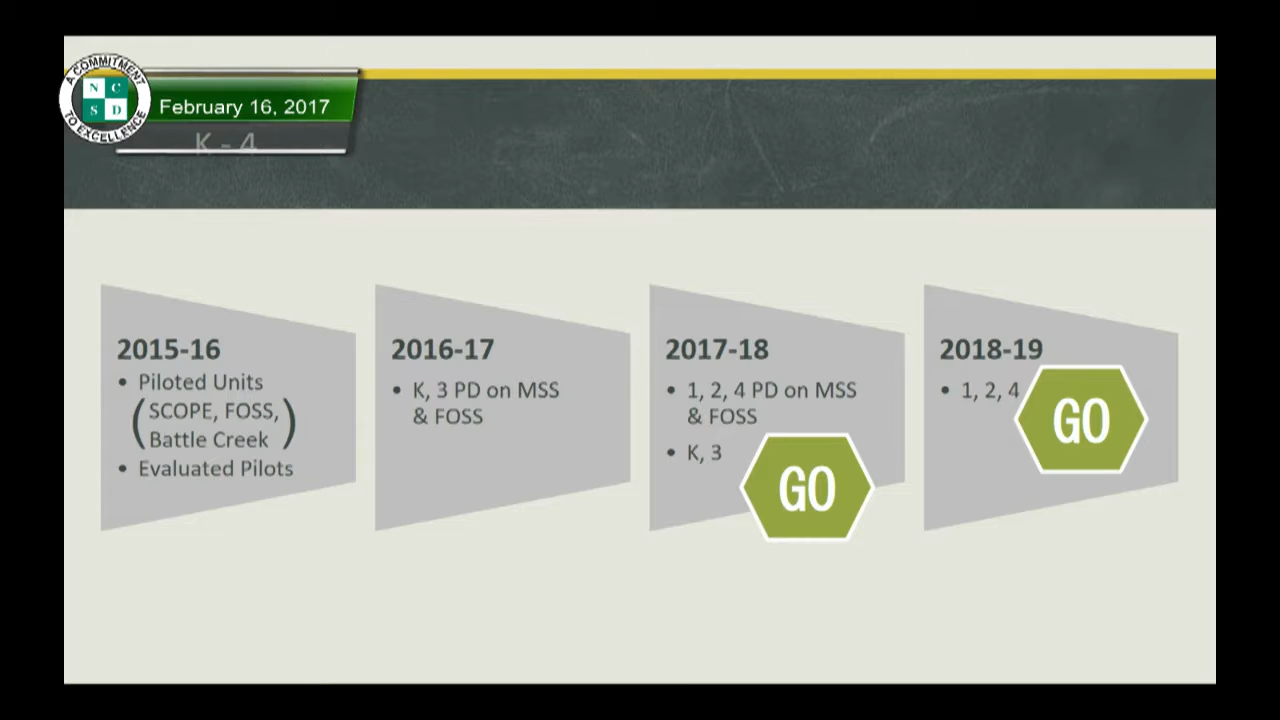 A COMMITMENT
N C
S D
TO EXCELLENCE
February 16, 2017
K - 4
2015-16
• Piloted Units
(SCOPE, FOSS,
Battle Creek)
• Evaluated Pilots
2016-17
• K, 3 PD on MSS
& FOSS
2017-18
• 1, 2, 4 PD on MSS
& FOSS
• K, 3
GO
2018-19
• 1, 2, 4
GO